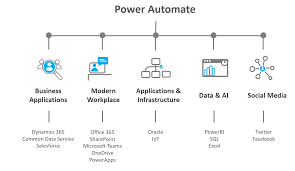 Power Automate
Business
Applications
Modern
Workplace
Applications &
Infrastructure
Data & AI
Social Media
Dynamics 365
Common Data Service
Salesforce
Office 365
SharePoint
Microsoft Teams
OneDrive
PowerApps
Oracle
IoT
PowerBI
SQL
Excel
Twitter
Facebook